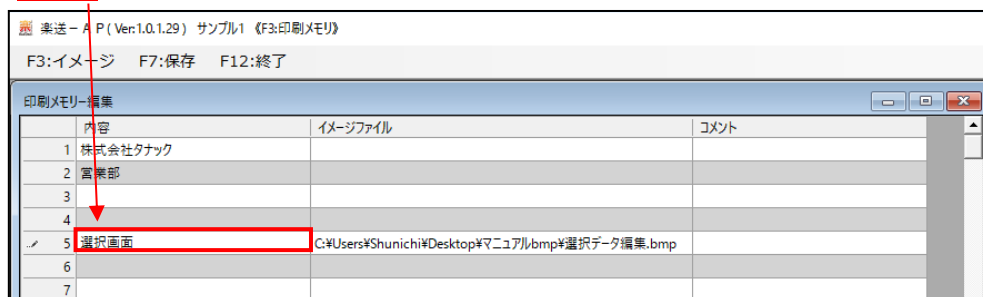 楽送－AP( Ver:1.0.1.29) サンプル1 《F3:印刷メモリ》
F3:イメージ F7:保存 F12:終了
印刷メモリー編集
内容 イメージファイル コメント
1 株式会社タナック
2 営業部
3
4
5 選択画面 C:¥Users¥Shunichi¥Desktop¥マニュアルbmp¥選択データ編集.bmp
6
7